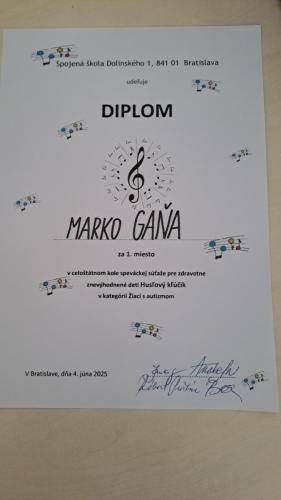 Spojená škola Dolinského 1, 841 01 Bratislava
udeľuje
DIPLOM
MARKO GAŇA
za 1. miesto
v celoštátnom kole speváckej súťaže pre zdravotne
znevýhodnené deti Husľový kľúčik
v kategórii Žiaci s autizmom
V Bratislave, dňa 4. júna 2025